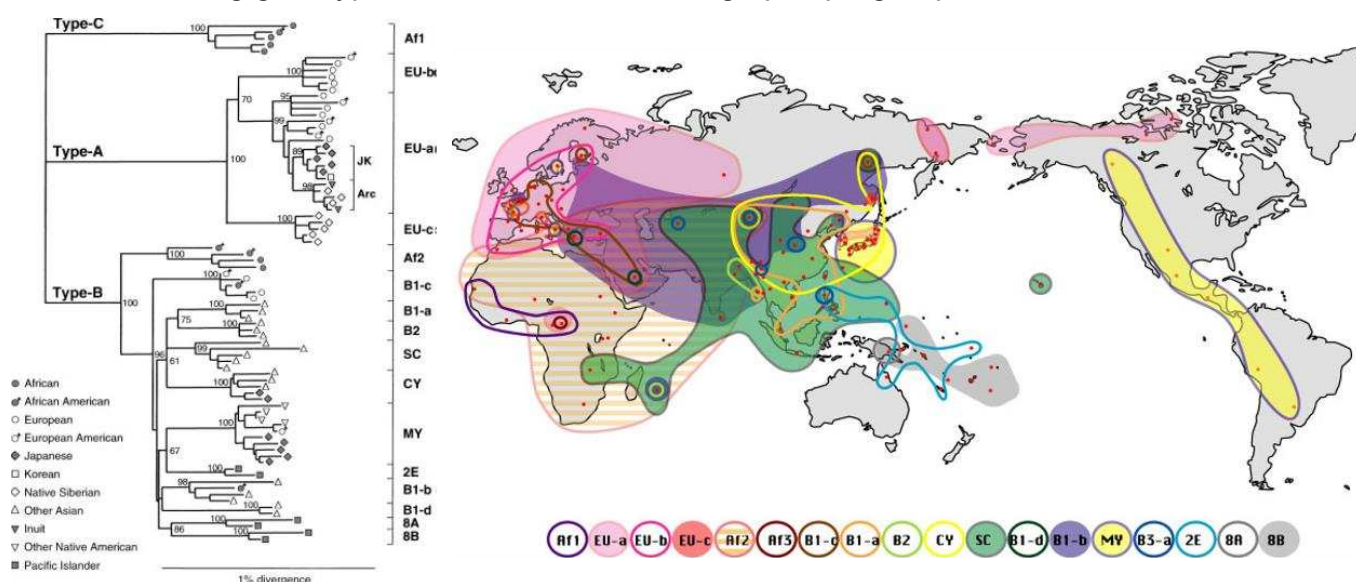 Type-C
100
Af1
EU-b
100
70
95
99
EU-a
Type-A
100
89
JK
98
Arc
100
EU-c
100
Af2
Type-B
100
100
B1-c
75
B1-a
100
B2
96
61
99
SC
100
CY
100
MY
67
100
2E
98
B1-b
B1-d
100
8A
86
100
8B
African
African American
European
European American
Japanese
Korean
Native Siberian
Other Asian
Inuit
Other Native American
Pacific Islander
1% divergence
Af1 EU-a EU-b EU-c Af2 Af3 B1-c B1-a B2 CY SC B1-d B1-b MY B3-a 2E 8A 8B